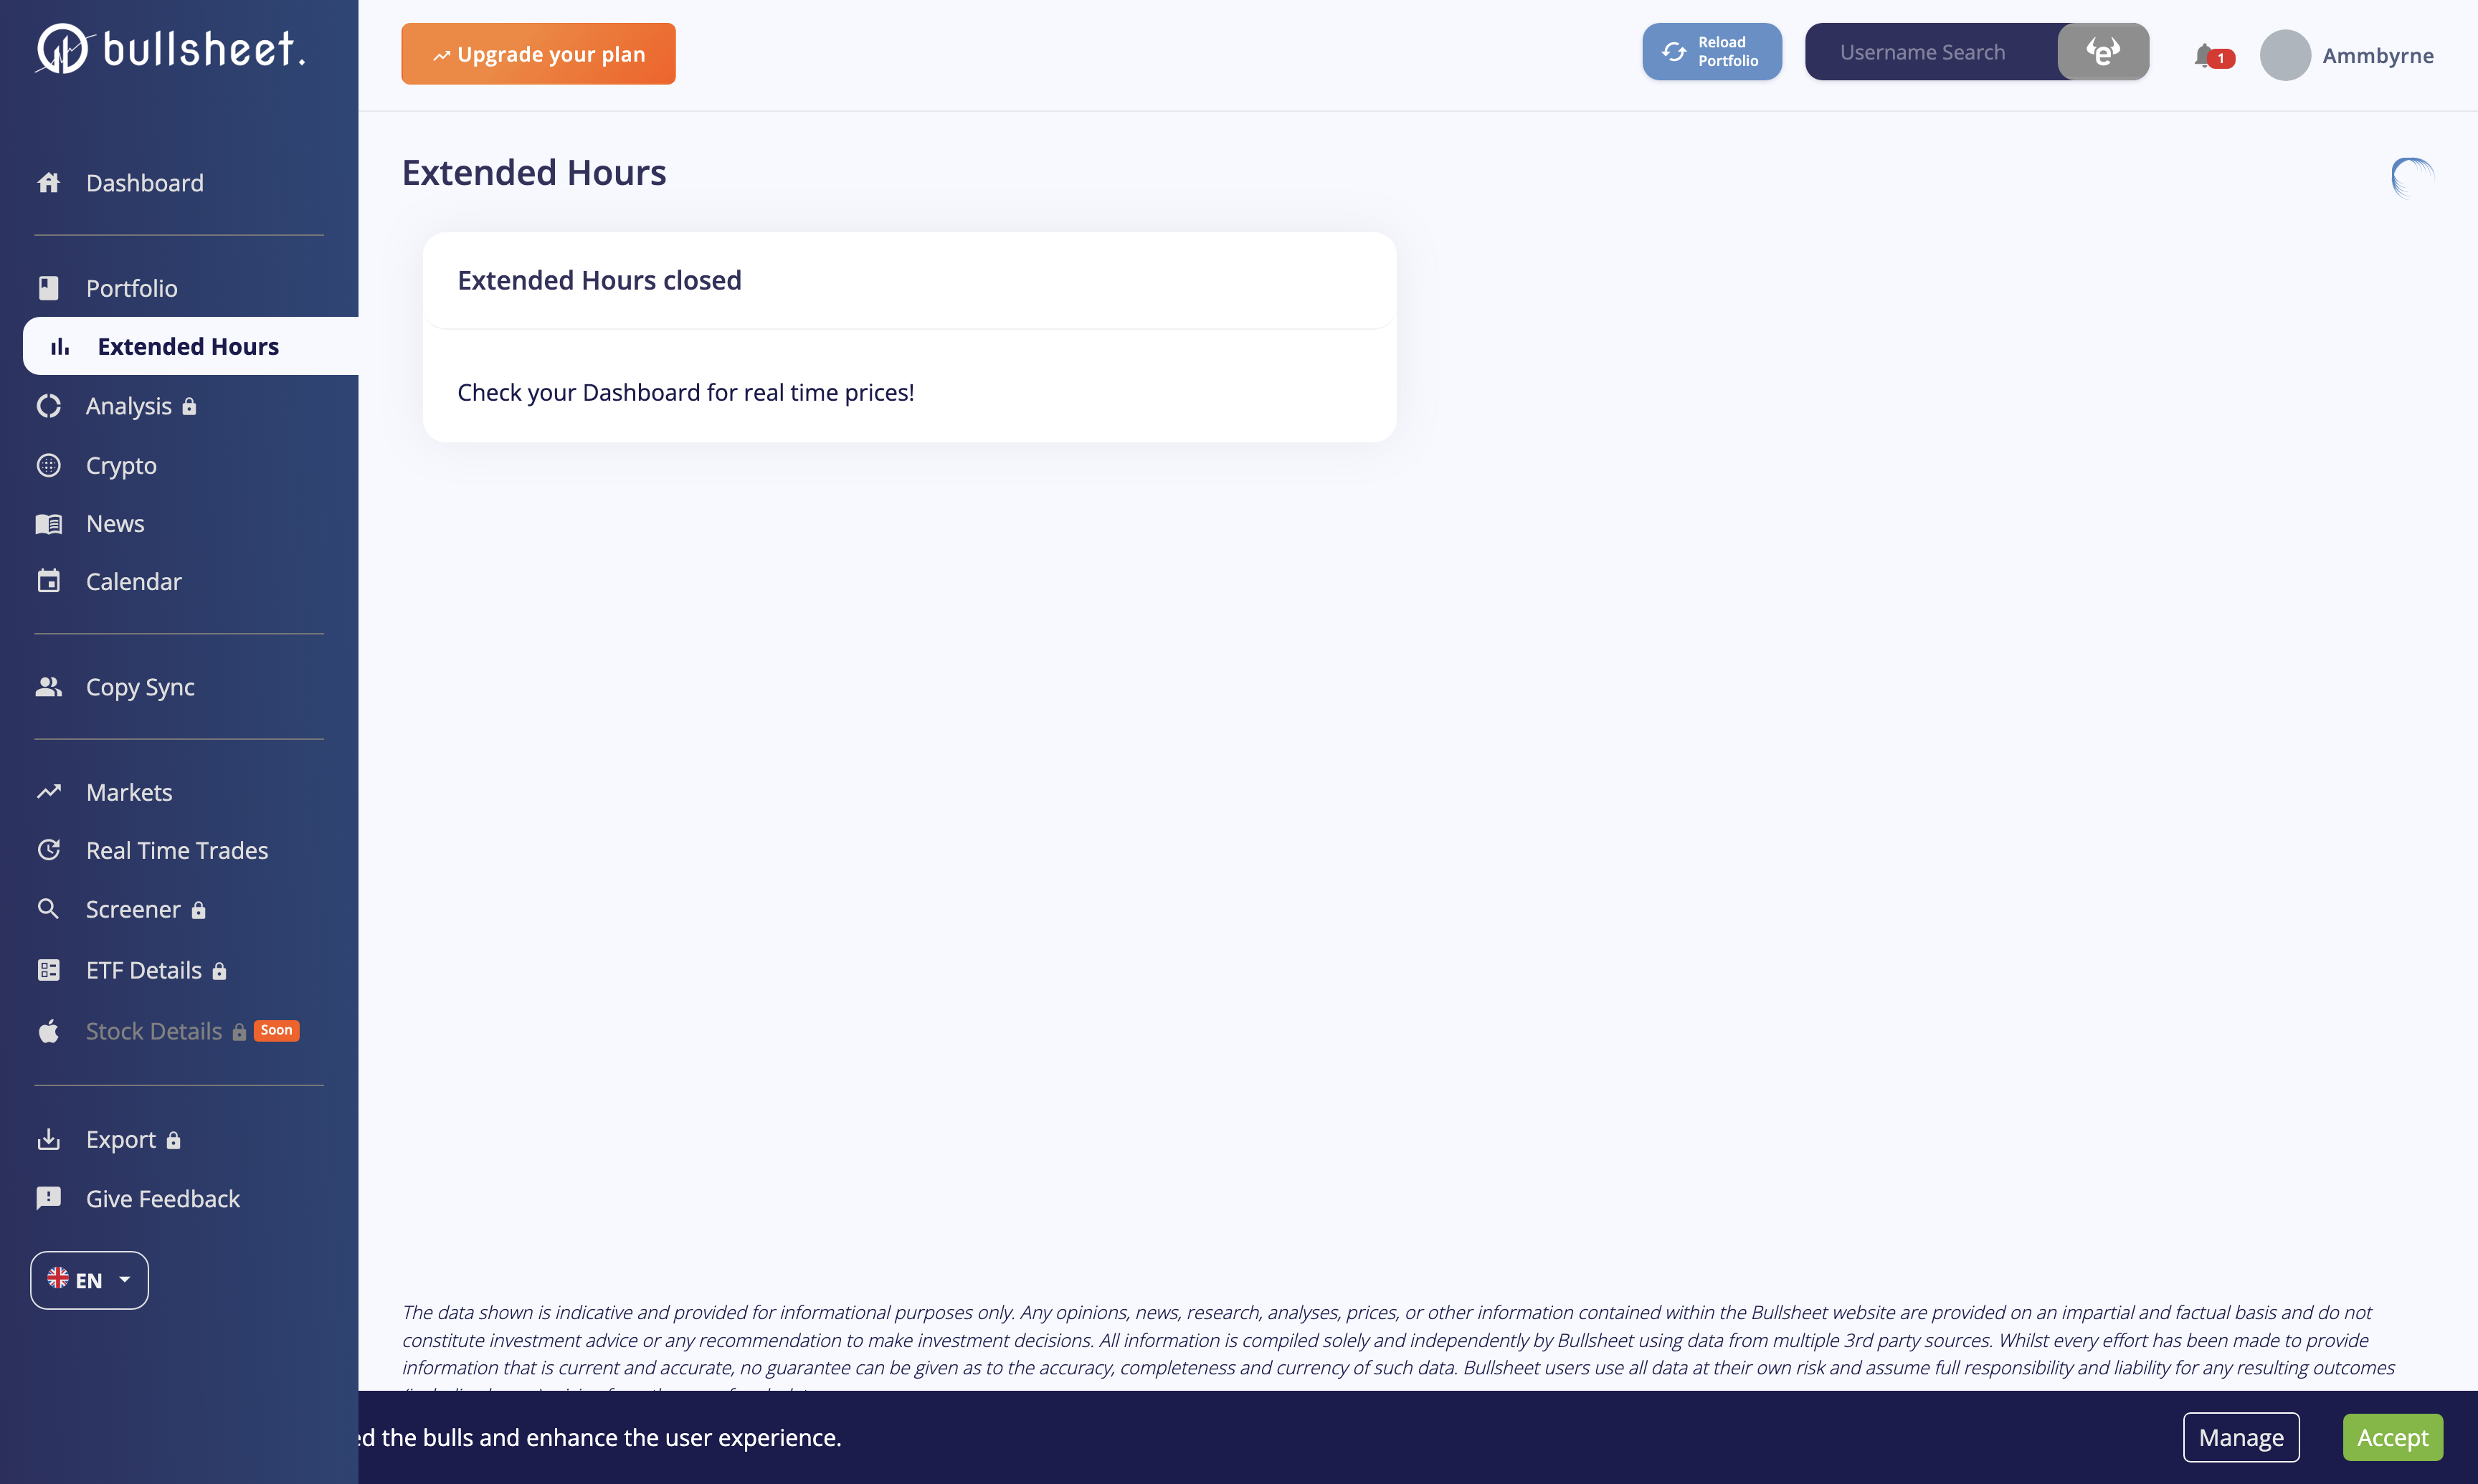 bullsheet.
Upgrade your plan
Reload
Portfolio
Username Search
1
Ammbyrne
Dashboard
Portfolio
Extended Hours
Analysis
Crypto
News
Calendar
Copy Sync
Markets
Real Time Trades
Screener
ETF Details
Stock Details Soon
Export
Give Feedback
EN
Extended Hours
Extended Hours closed
Check your Dashboard for real time prices!
The data shown is indicative and provided for informational purposes only. Any opinions, news, research, analyses, prices, or other information contained within the Bullsheet website are provided on an impartial and factual basis and do not
constitute investment advice or any recommendation to make investment decisions. All information is compiled solely and independently by Bullsheet using data from multiple 3rd party sources. Whilst every effort has been made to provide
information that is current and accurate, no guarantee can be given as to the accuracy, completeness and currency of such data. Bullsheet users use all data at their own risk and assume full responsibility and liability for any resulting outcomes
the bulls and enhance the user experience.
Manage
Accept